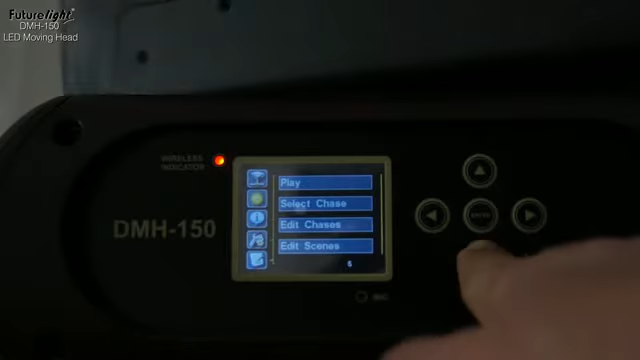 Futurelight
DMH-150
LED Moving Head
WIRELESS
INDICATOR
DMH-150
Play
Select Chase
Edit Chases
Edit Scenes
ENTER